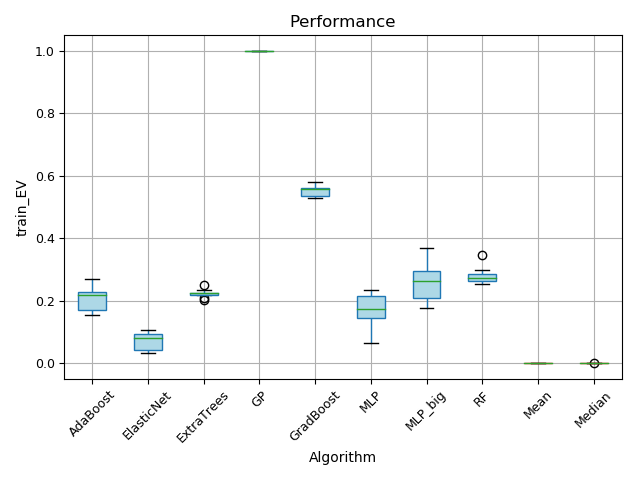 Performance
train_EV
1.0
0.8
0.6
0.4
0.2
0.0
AdaBoost
ElasticNet
ExtraTrees
GP
GradBoost
MLP
MLP_big
RF
Mean
Median
Algorithm